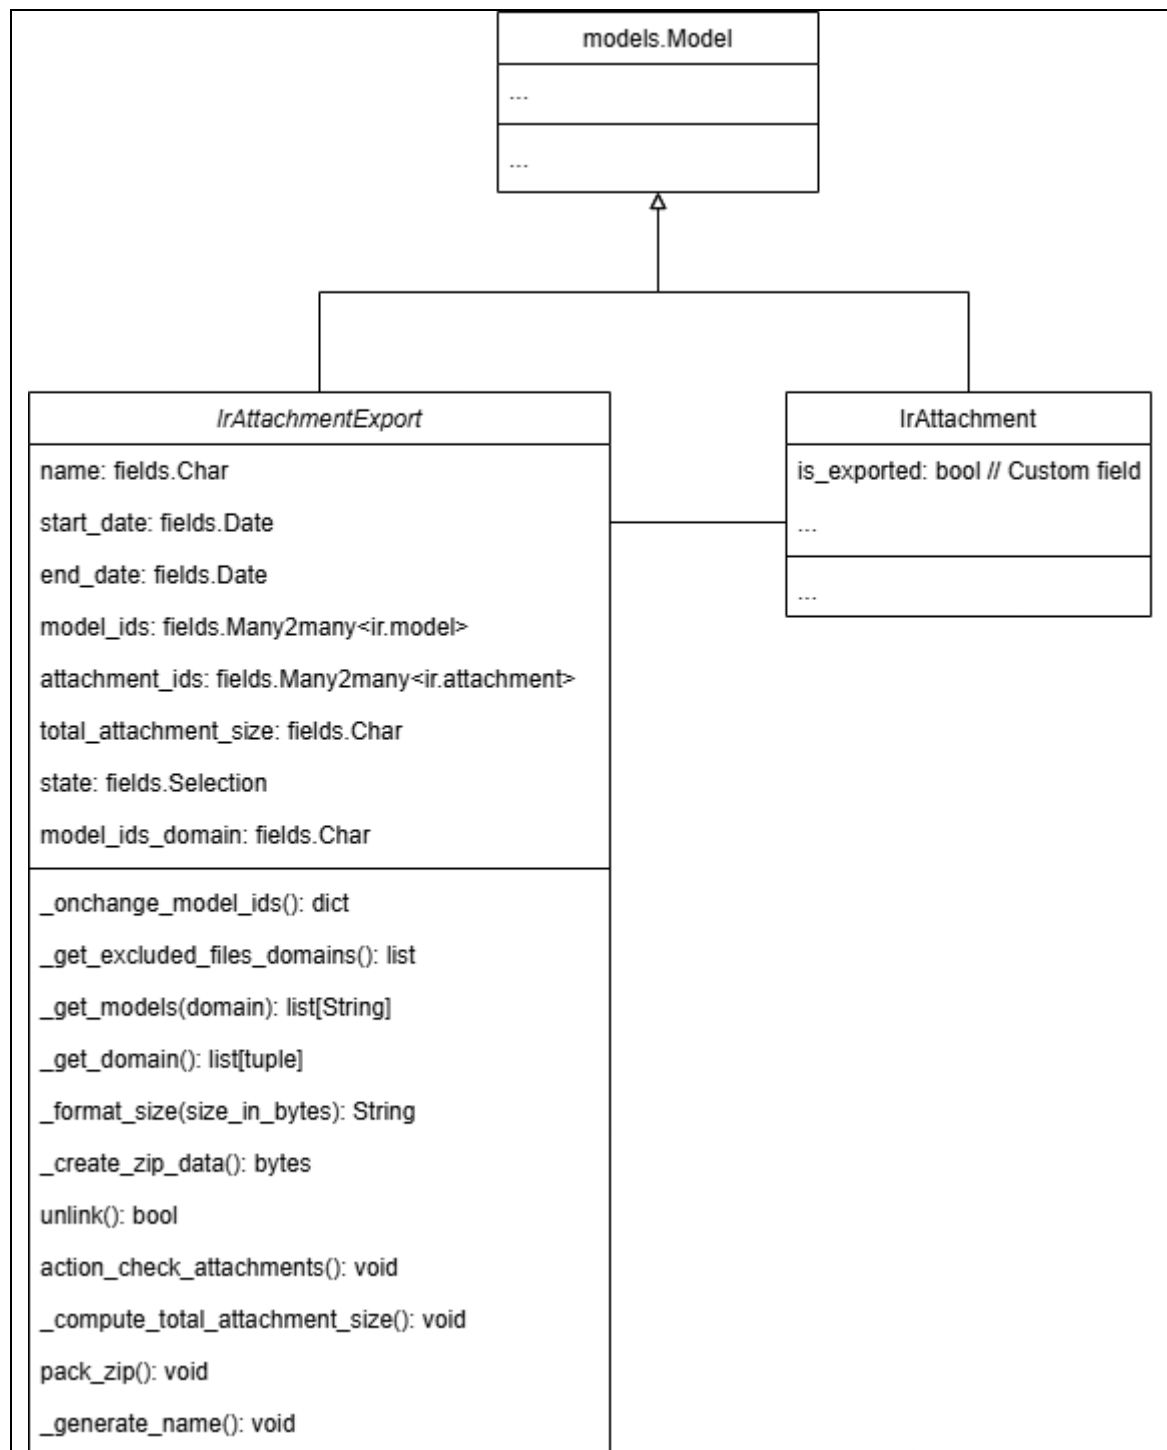 models.Model
...
...
IrAttachmentExport
name: fields.Char
start_date: fields.Date
end_date: fields.Date
model_ids: fields.Many2many<ir.model>
attachment_ids: fields.Many2many<ir.attachment>
total_attachment_size: fields.Char
state: fields.Selection
model_ids_domain: fields.Char
_onchange_model_ids(): dict
_get_excluded_files_domains(): list
_get_models(domain): list[String]
_get_domain(): list[tuple]
_format_size(size_in_bytes): String
_create_zip_data(): bytes
unlink(): bool
action_check_attachments(): void
_compute_total_attachment_size(): void
pack_zip(): void
_generate_name(): void
IrAttachment
is_exported: bool // Custom field
...
...